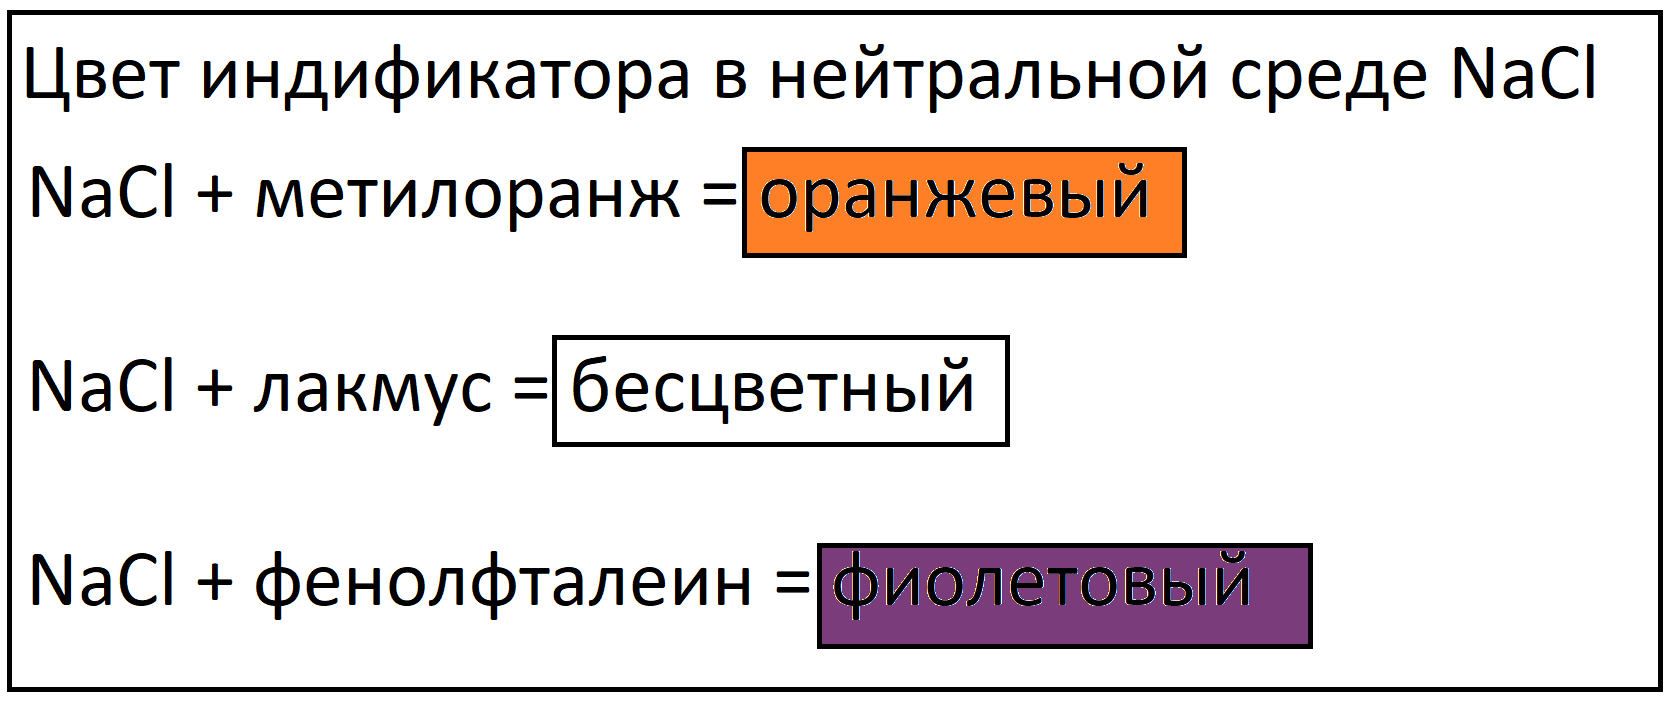 Цвет индификатора в нейтральной среде NaCl
NaCl + метилоранж = оранжевый
NaCl + лакмус = бесцветный
NaCl + фенолфталеин = фиолетовый